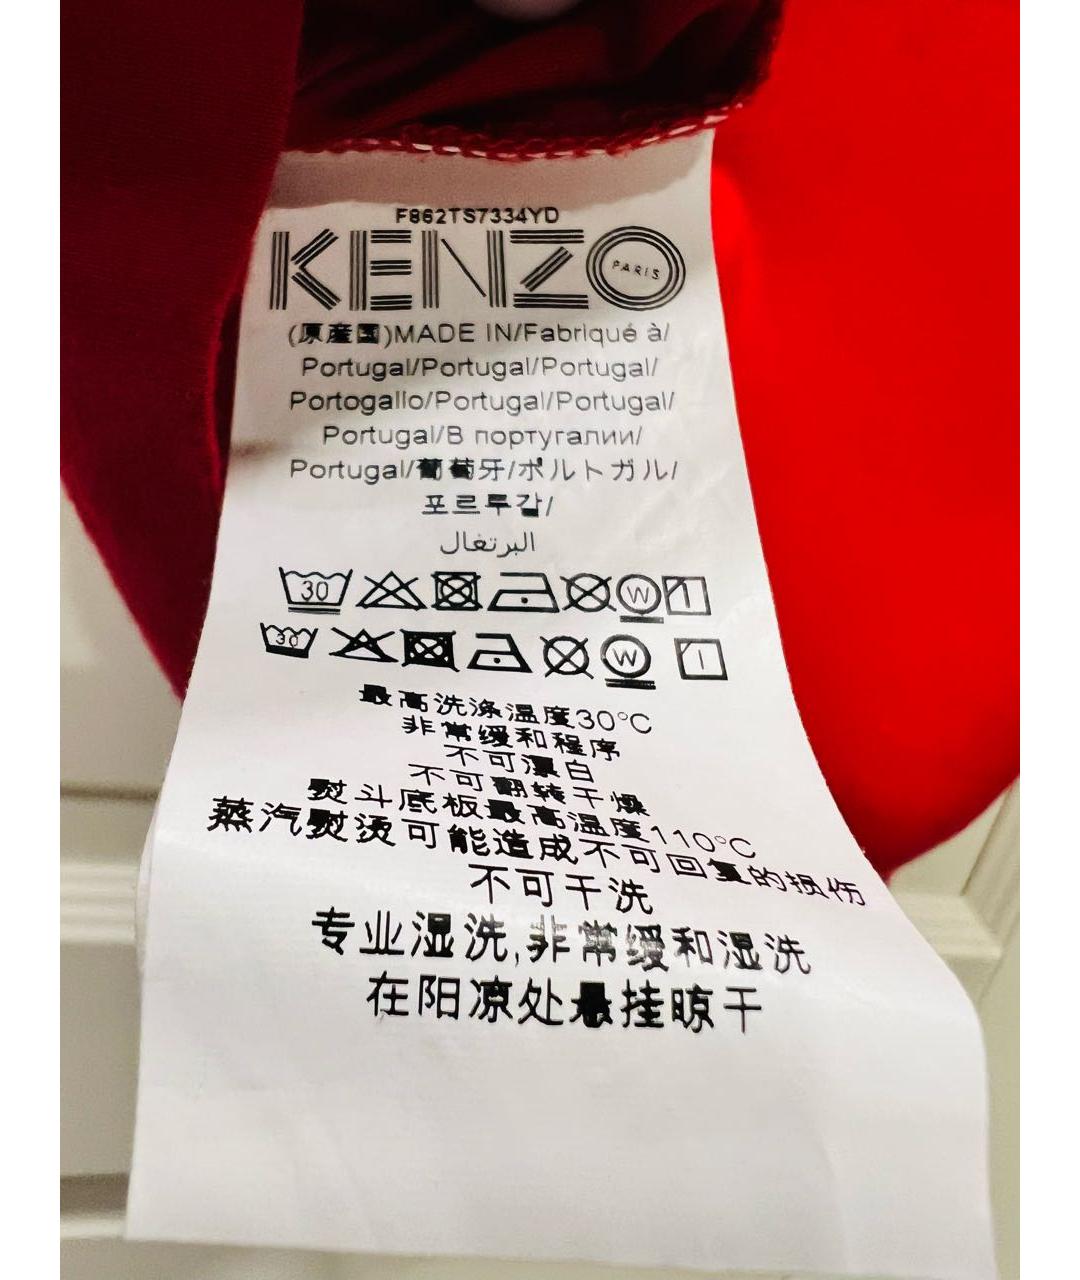 F862TS7334YD
KENZO
PARIS
(原産国)MADE IN/Fabriqué à/
Portugal/Portugal/Portugal/
Portogallo/Portugal/Portugal/
Portugal/В португалии/
Portugal/葡萄牙/ポルトガル/
포르투갈/
البرتغال
30 W
30 W
最高洗涤温度30°C
非常缓和程序
不可漂白
不可翻转干燥
熨斗底板最高温度110°C
蒸汽熨烫可能造成不可回复的损伤
不可干洗
专业湿洗,非常缓和湿洗
在阳凉处悬挂晾干